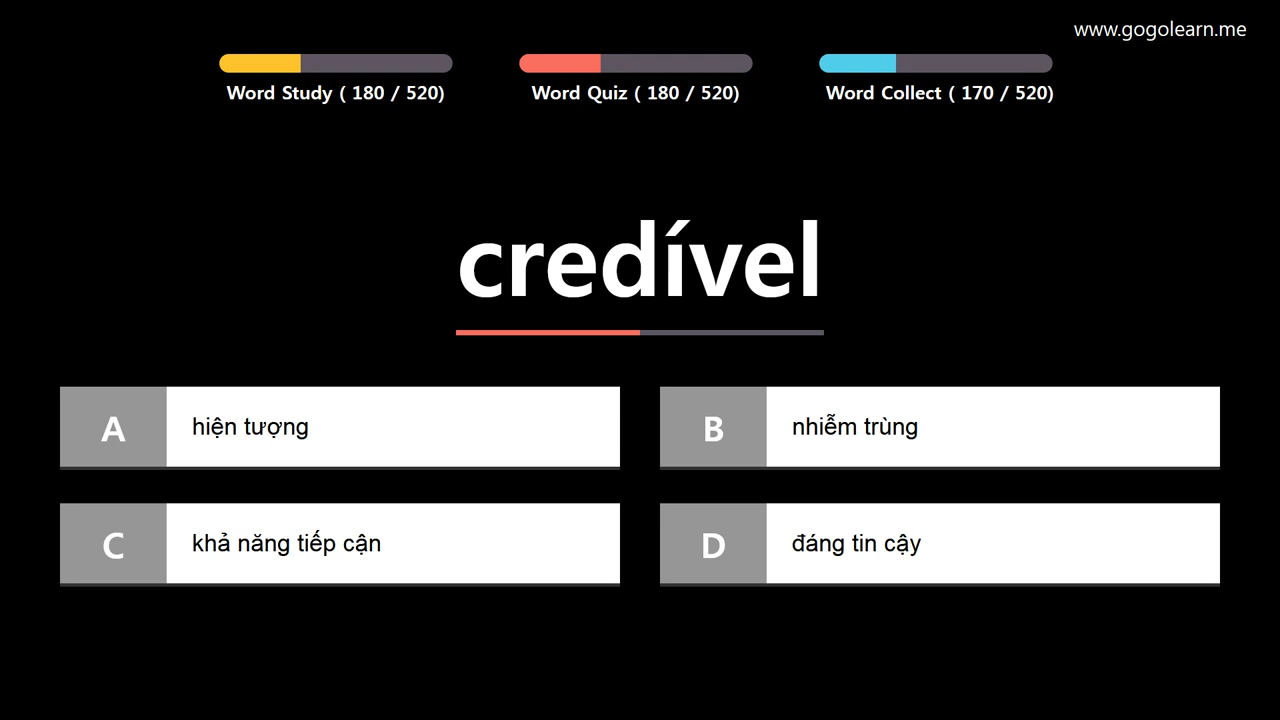 www.gogolearn.me
Word Study ( 180 / 520)
Word Quiz ( 180 / 520)
Word Collect ( 170 / 520)
credível
A
hiện tượng
B
nhiễm trùng
C
khả năng tiếp cận
D
đáng tin cậy